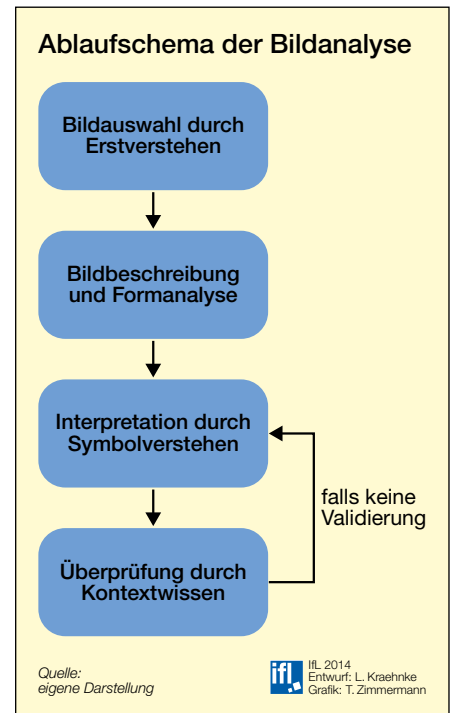 Ablaufschema der Bildanalyse
Bildauswahl durch
Erstverstehen
Bildbeschreibung
und Formanalyse
Interpretation durch
Symbolverstehen
falls keine
Validierung
Überprüfung durch
Kontextwissen
Quelle:
eigene Darstellung
ifl.
IfL 2014
Entwurf: L. Kraehnke
Grafik: T. Zimmermann